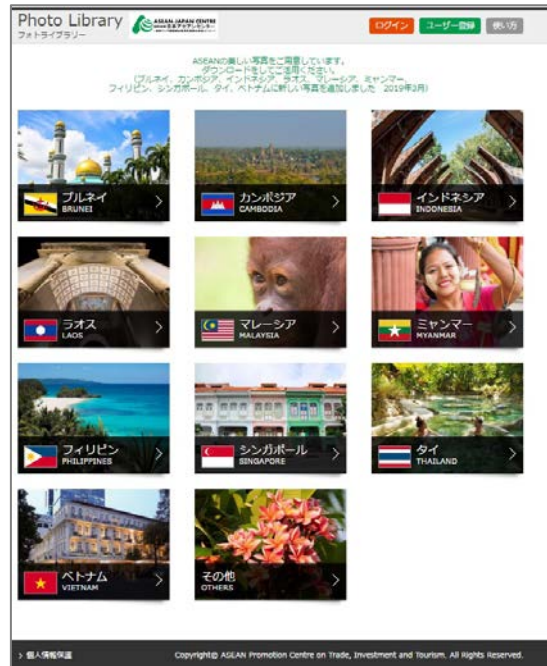 Photo Library
フォトライブラリー
ASEAN-JAPAN CENTRE
ログイン
ユーザー登録
使い方
ASEANの美しい写真をご用意しています。
ダウンロードをしてご活用ください。
(ブルネイ、カンボジア、インドネシア、ラオス、マレーシア、ミャンマー、
フィリピン、シンガポール、タイ、ベトナムに新しい写真を追加しました 2019年3月)
ブルネイ
BRUNEI
カンボジア
CAMBODIA
インドネシア
INDONESIA
ラオス
LAOS
マレーシア
MALAYSIA
ミャンマー
MYANMAR
フィリピン
PHILIPPINES
シンガポール
SINGAPORE
タイ
THAILAND
ベトナム
VIETNAM
その他
OTHERS
個人情報保護
Copyright© ASEAN Promotion Centre on Trade, Investment and Tourism. All Rights Reserved.